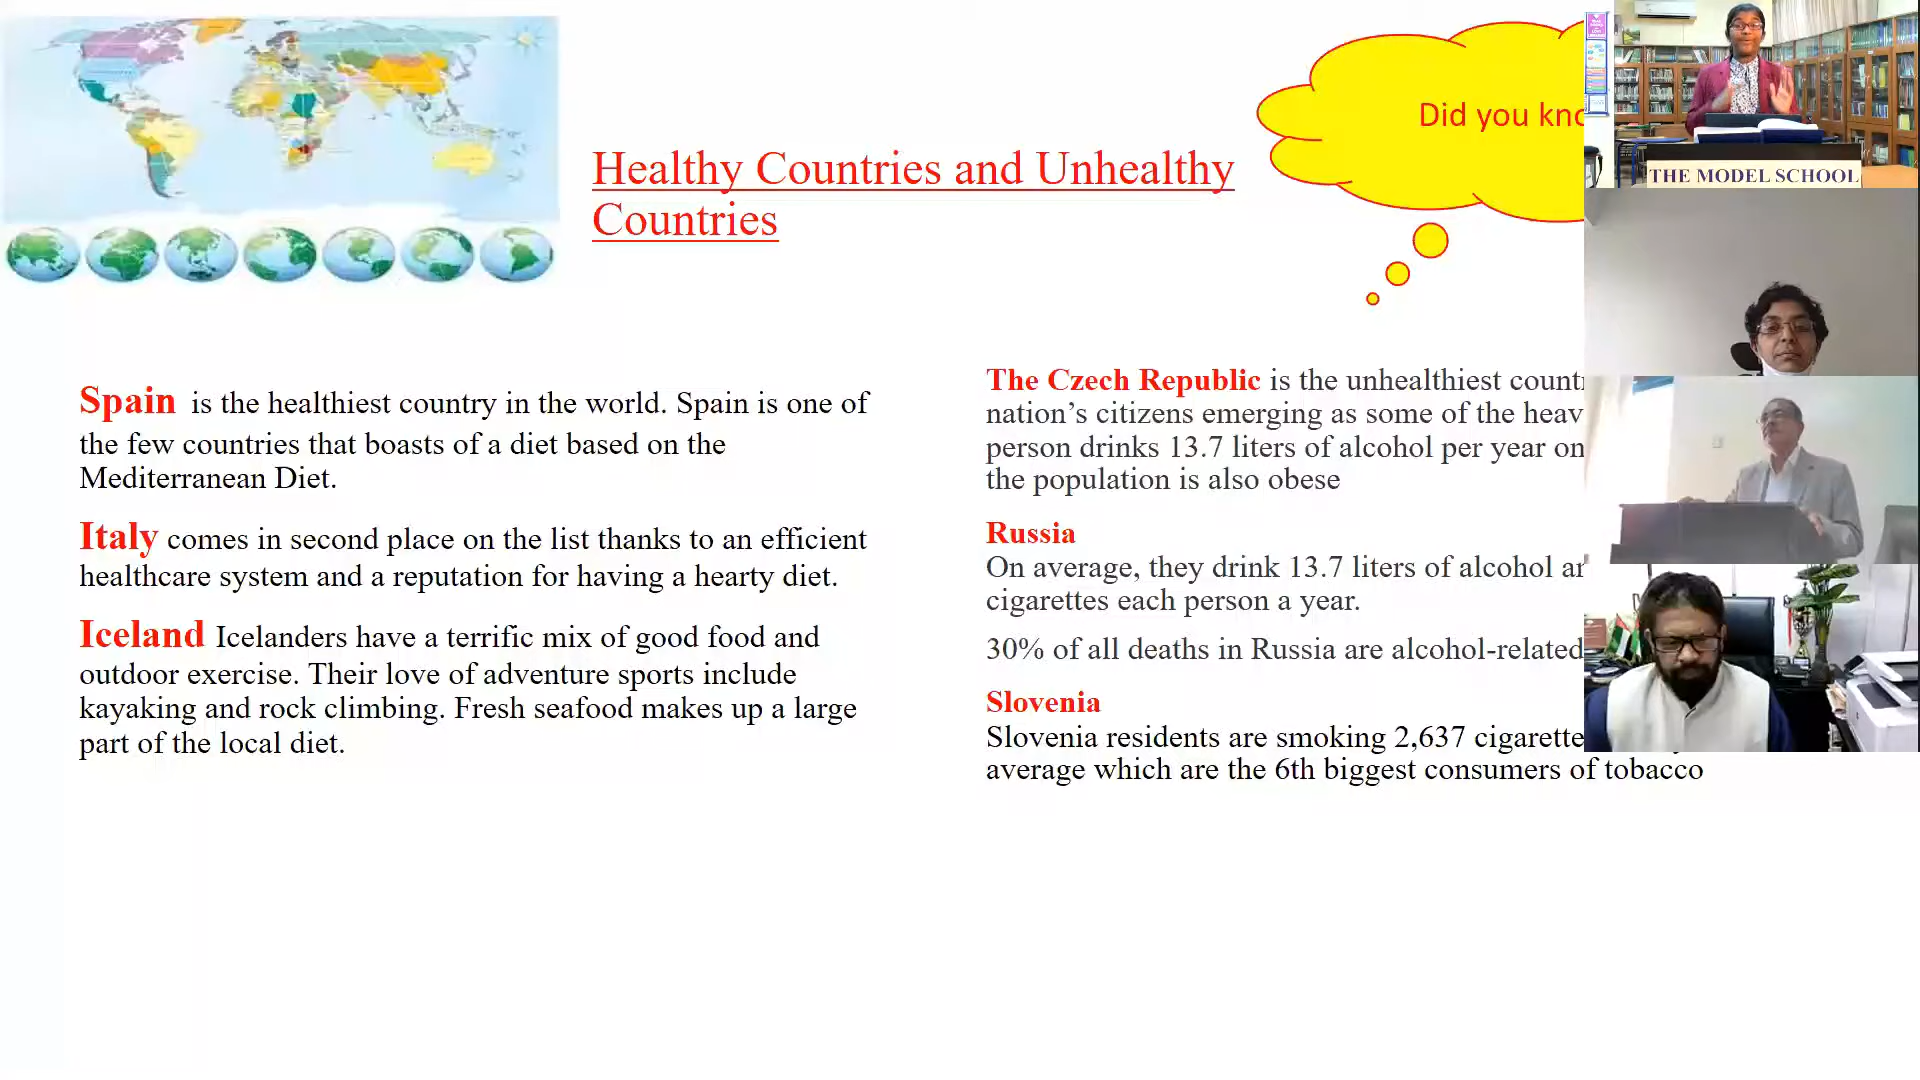 Healthy Countries and Unhealthy
Countries
Did you
THE MODEL SCHOOL
Spain is the healthiest country in the world. Spain is one of
the few countries that boasts of a diet based on the
Mediterranean Diet.
Italy comes in second place on the list thanks to an efficient
healthcare system and a reputation for having a hearty diet.
Iceland Icelanders have a terrific mix of good food and
outdoor exercise. Their love of adventure sports include
kayaking and rock climbing. Fresh seafood makes up a large
part of the local diet.
The Czech Republic is the unhealthiest
nation’s citizens emerging as some of the
person drinks 13.7 liters of alcohol per year on
the population is also obese
Russia
On average, they drink 13.7 liters of alcohol
cigarettes each person a year.
30% of all deaths in Russia are alcohol-related
Slovenia
Slovenia residents are smoking 2,637
average which are the 6th biggest consumers of tobacco